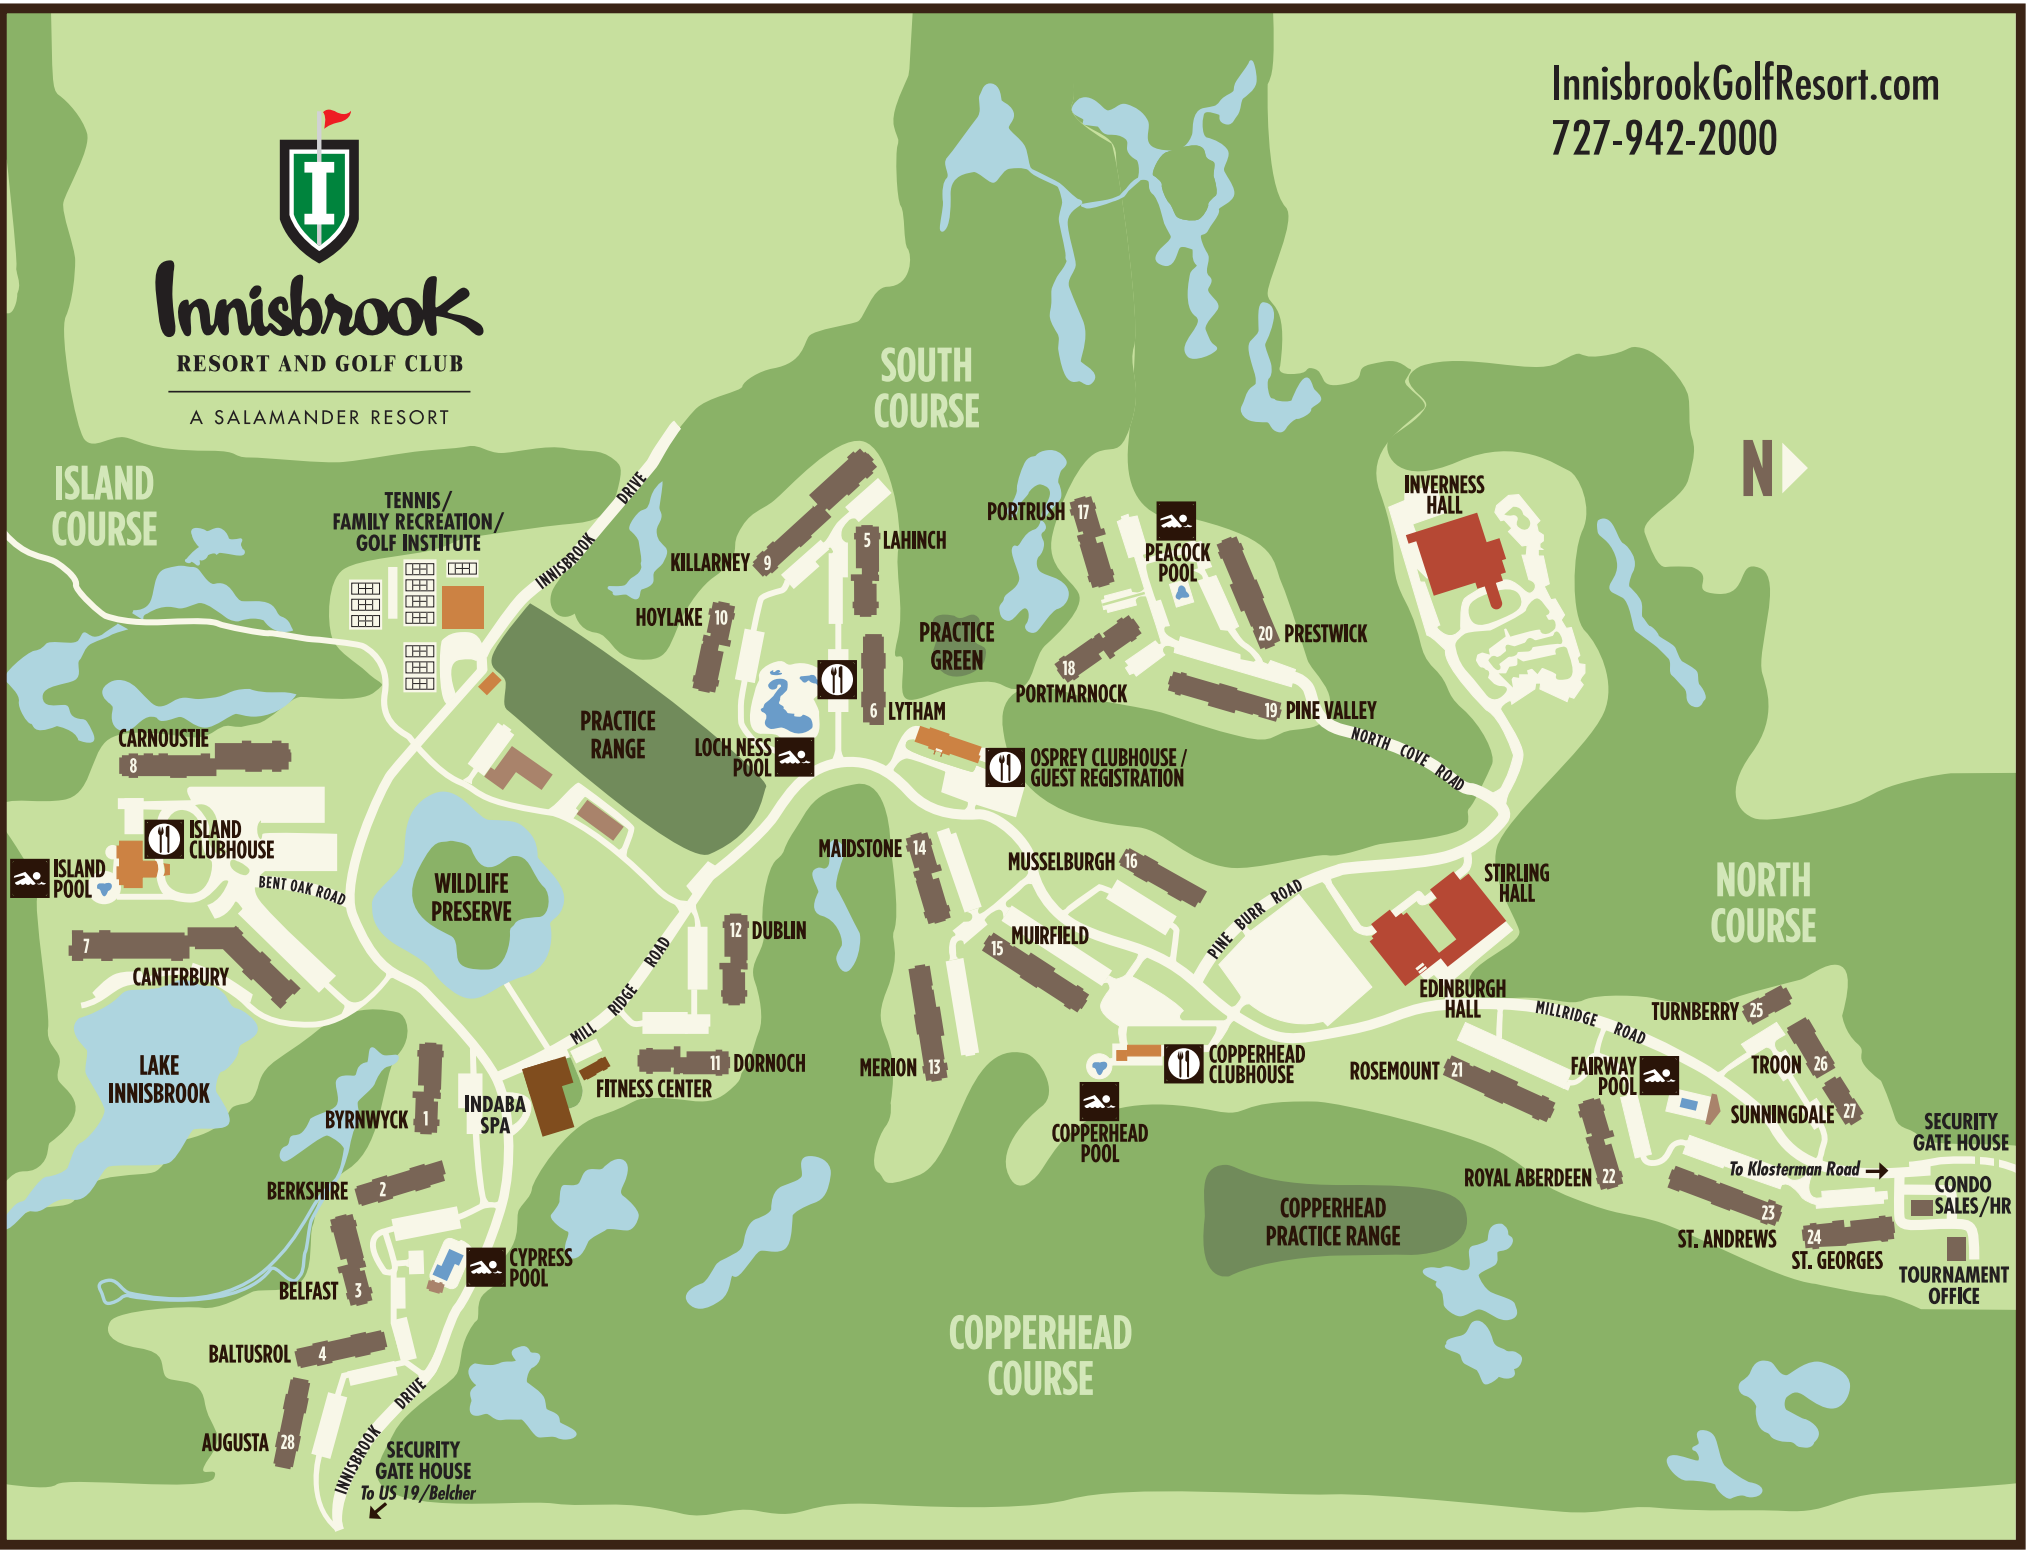 InnisbrookGolfResort.com
727-942-2000
I
Innisbrook
RESORT AND GOLF CLUB
A SALAMANDER RESORT
SOUTH
COURSE
ISLAND
COURSE
TENNIS/
FAMILY RECREATION/
GOLF INSTITUTE
INNISBROOK DRIVE
N
INVERNESS
HALL
PORTRUSH
17
PEACOCK
POOL
KILLARNEY
9
5
LAHINCH
HOYLAKE
10
PRACTICE
GREEN
20
PRESTWICK
18
PORTMARNOCK
19
PINE VALLEY
6
LYTHAM
PRACTICE
RANGE
LOCH NESS
POOL
OSPREY CLUBHOUSE /
GUEST REGISTRATION
NORTH COVE ROAD
CARNOUSTIE
8
ISLAND
CLUBHOUSE
ISLAND
POOL
BENT OAK ROAD
WILDLIFE
PRESERVE
MAIDSTONE
14
MUSSELBURGH
16
STIRLING
HALL
NORTH
COURSE
PINE BURR ROAD
7
CANTERBURY
12
DUBLIN
15
MUIRFIELD
EDINBURGH
HALL
MILL RIDGE ROAD
MILLRIDGE ROAD
TURNBERRY
25
LAKE
INNISBROOK
11
DORNOCH
FITNESS CENTER
MERION
13
COPPERHEAD
CLUBHOUSE
COPPERHEAD
POOL
ROSEMOUNT
21
FAIRWAY
POOL
TROON
26
SUNNINGDALE
27
BYRNWYCK
1
INDABA
SPA
SECURITY
GATE HOUSE
To Klosterman Road
BERKSHIRE
2
ROYAL ABERDEEN
22
CONDO
SALES/HR
COPPERHEAD
PRACTICE RANGE
23
ST. ANDREWS
24
ST. GEORGES
TOURNAMENT
OFFICE
BELFAST
3
CYPRESS
POOL
BALTUSROL
4
COPPERHEAD
COURSE
AUGUSTA
28
INNISBROOK DRIVE
SECURITY
GATE HOUSE
To US 19/Belcher